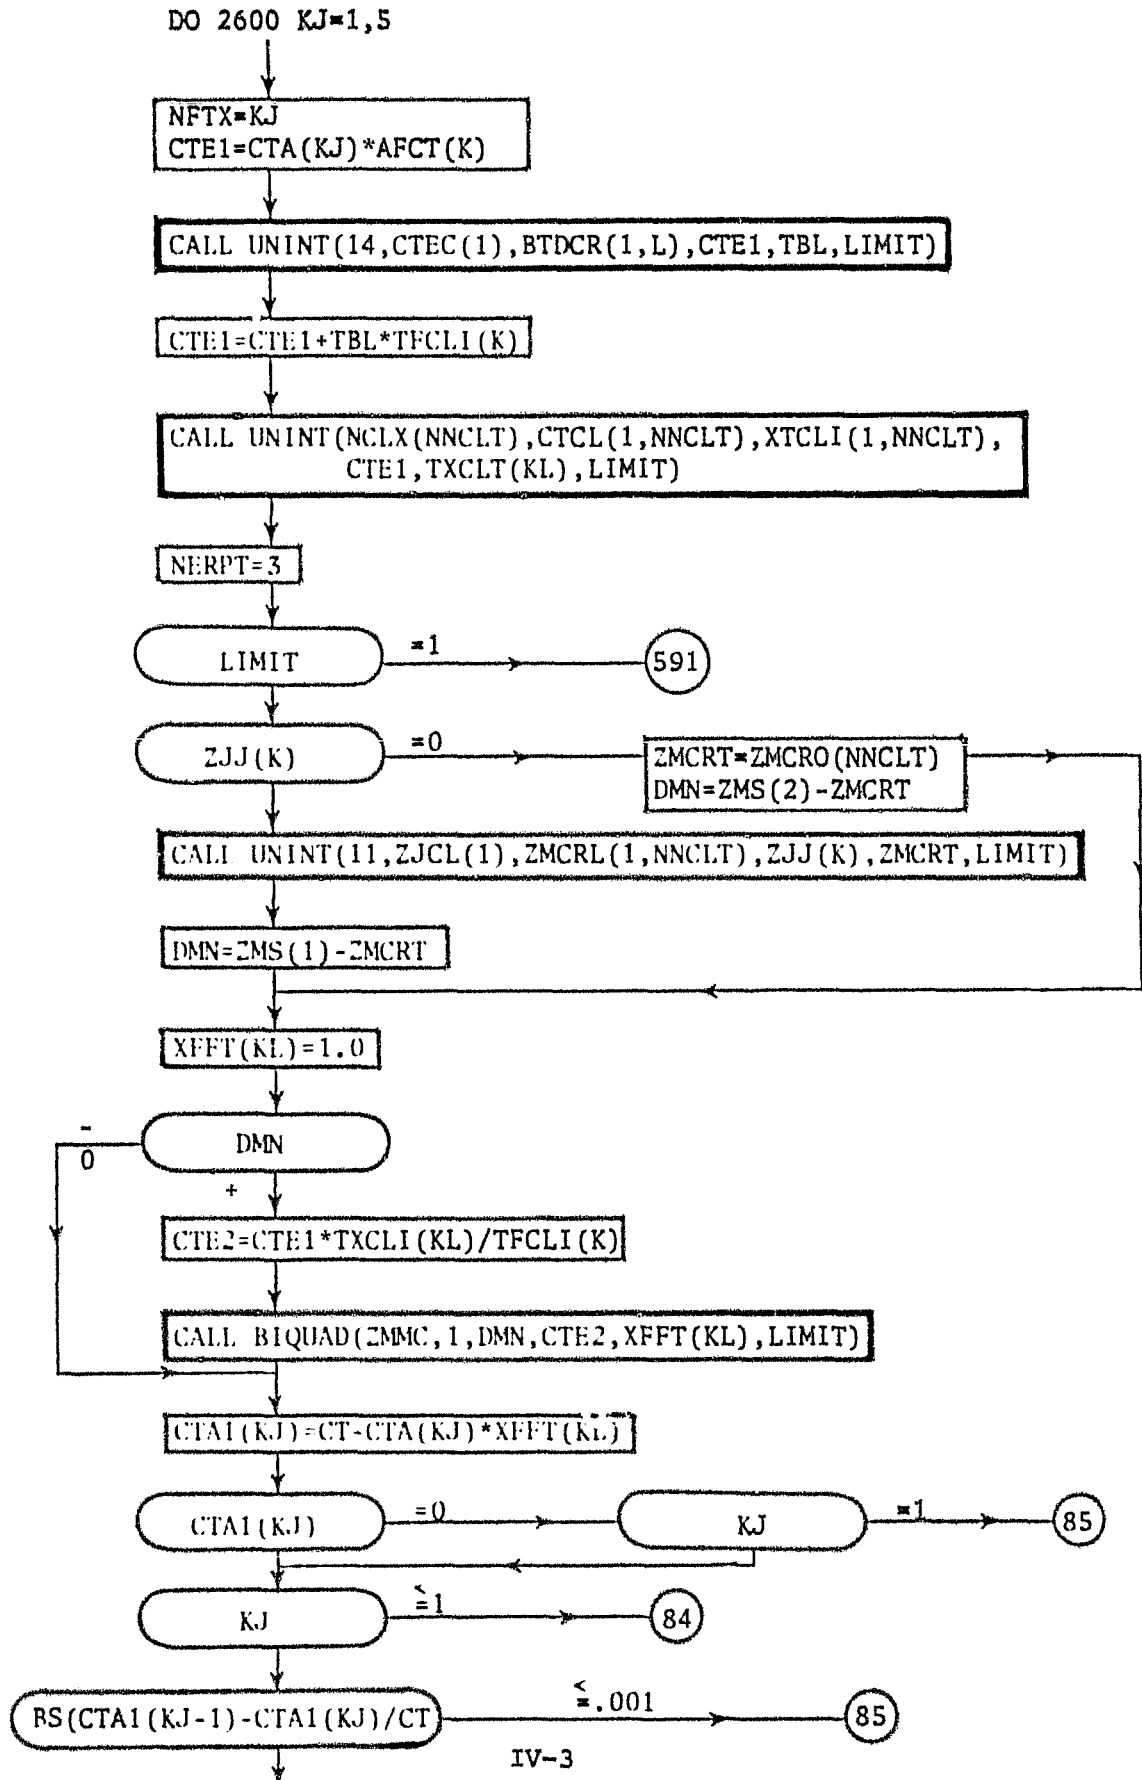 DO 2600 KJ=1,5
NFTX=KJ
CTE1=CTA(KJ)*AFCT(K)
CALL UNINT(14,CTEC(1),BTDCR(1,L),CTE1,TBL,LIMIT)
CTE1=CTE1+TBL*TFCLI(K)
CALL UNINT(NCLX(NNCLT),CTCL(1,NNCLT),XTCLI(1,NNCLT),
CTE1,TXCLT(KL),LIMIT)
NERPT=3
LIMIT
=1
591
ZJJ(K)
=0
ZMCRT=ZMCRO(NNCLT)
DMN=ZMS(2)-ZMCRT
CALL UNINT(11,ZJCL(1),ZMCRL(1,NNCLT),ZJJ(K),ZMCRT,LIMIT)
DMN=ZMS(1)-ZMCRT
XFFT(KL)=1.0
DMN
-
0
+
CTE2=CTE1*TXCLI(KL)/TFCLI(K)
CALL BIQUAD(ZMMC,1,DMN,CTE2,XFFT(KL),LIMIT)
CTA1(KJ)=CT-CTA(KJ)*XFFT(KL)
CTA1(KJ)
=0
KJ
=1
85
KJ
≤1
84
BS(CTA1(KJ-1)-CTA1(KJ)/CT
≤.001
85
IV-3